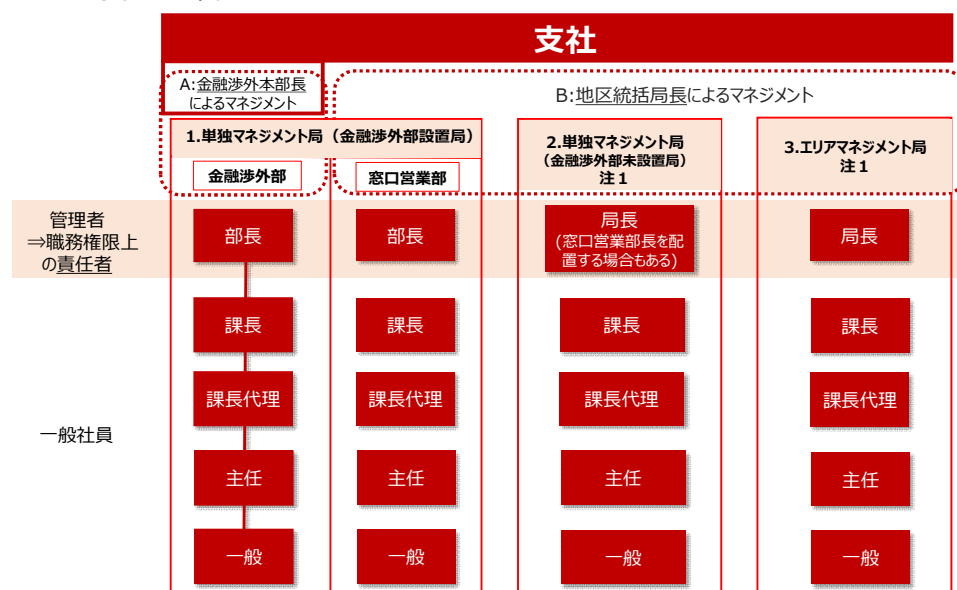 支社
A:金融渉外本部長
によるマネジメント
B:地区統括局長によるマネジメント
1.単独マネジメント局（金融渉外部設置局）
金融渉外部
窓口営業部
2.単独マネジメント局
（金融渉外部未設置局）
注１
3.エリアマネジメント局
注１
管理者
⇒職務権限上
の責任者
部長
部長
局長
(窓口営業部長を配
置する場合もある)
局長
一般社員
課長
課長
課長
課長
課長代理
課長代理
課長代理
課長代理
主任
主任
主任
主任
一般
一般
一般
一般